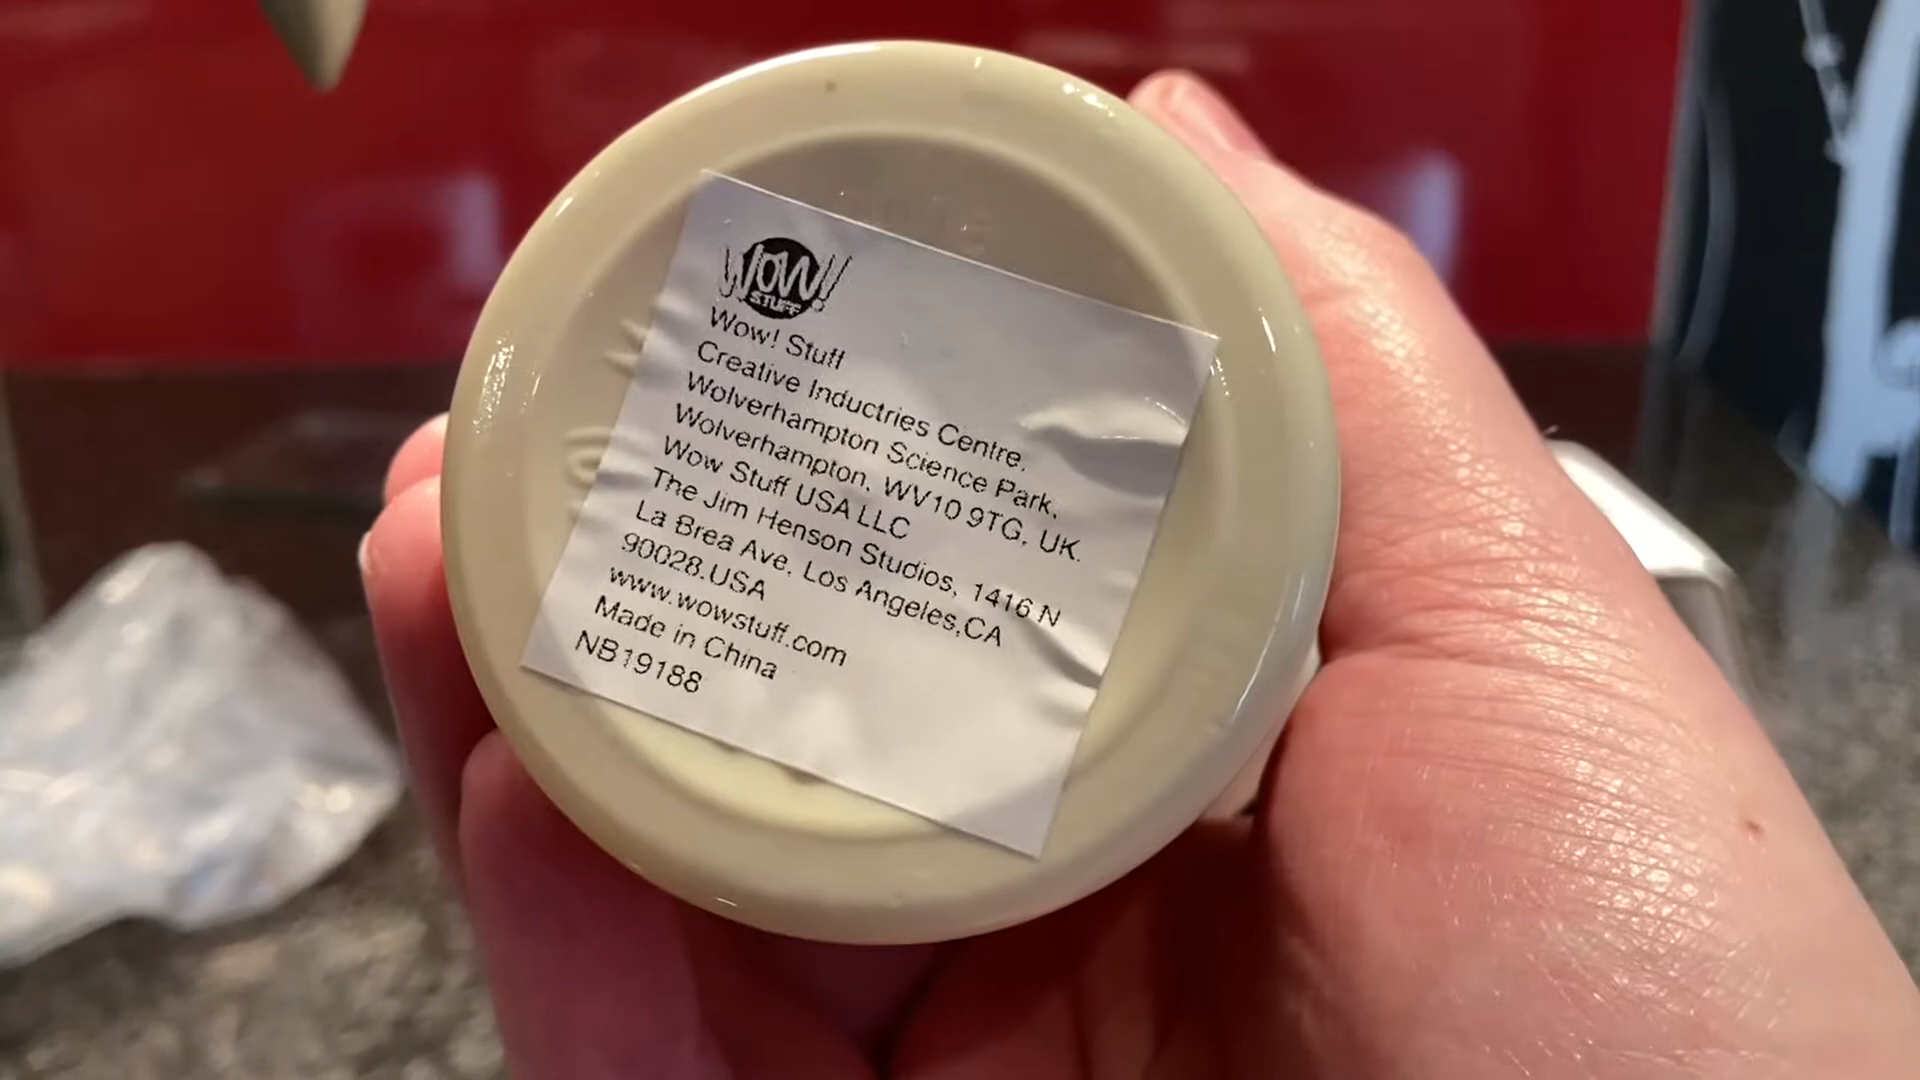 WOW!
STUFF
Wow! Stuff
Creative Inductries Centre.
Wolverhampton Science Park,
Wolverhampton, WV10 9TG, UK.
Wow Stuff USA LLC
The Jim Henson Studios, 1416 N
La Brea Ave. Los Angeles,CA
90028.USA
www.wowstuff.com
Made in China
NB19188